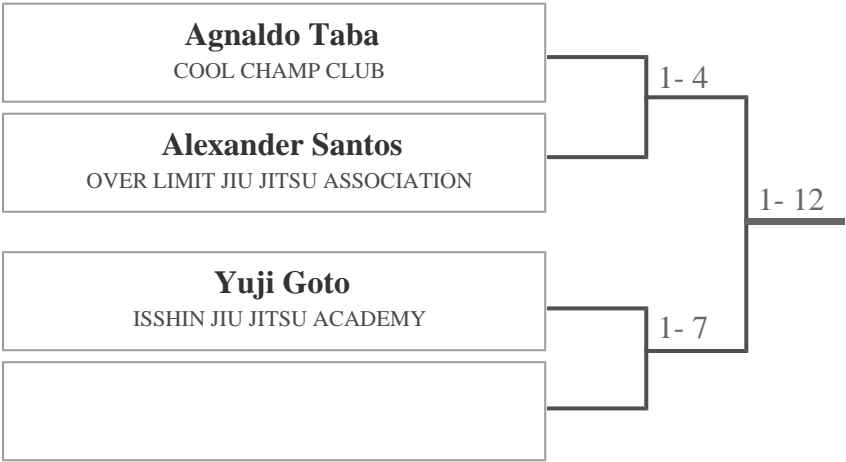 Agnaldo Taba
COOL CHAMP CLUB
1- 4
Alexander Santos
OVER LIMIT JIU JITSU ASSOCIATION
1- 12
Yuji Goto
ISSHIN JIU JITSU ACADEMY
1- 7